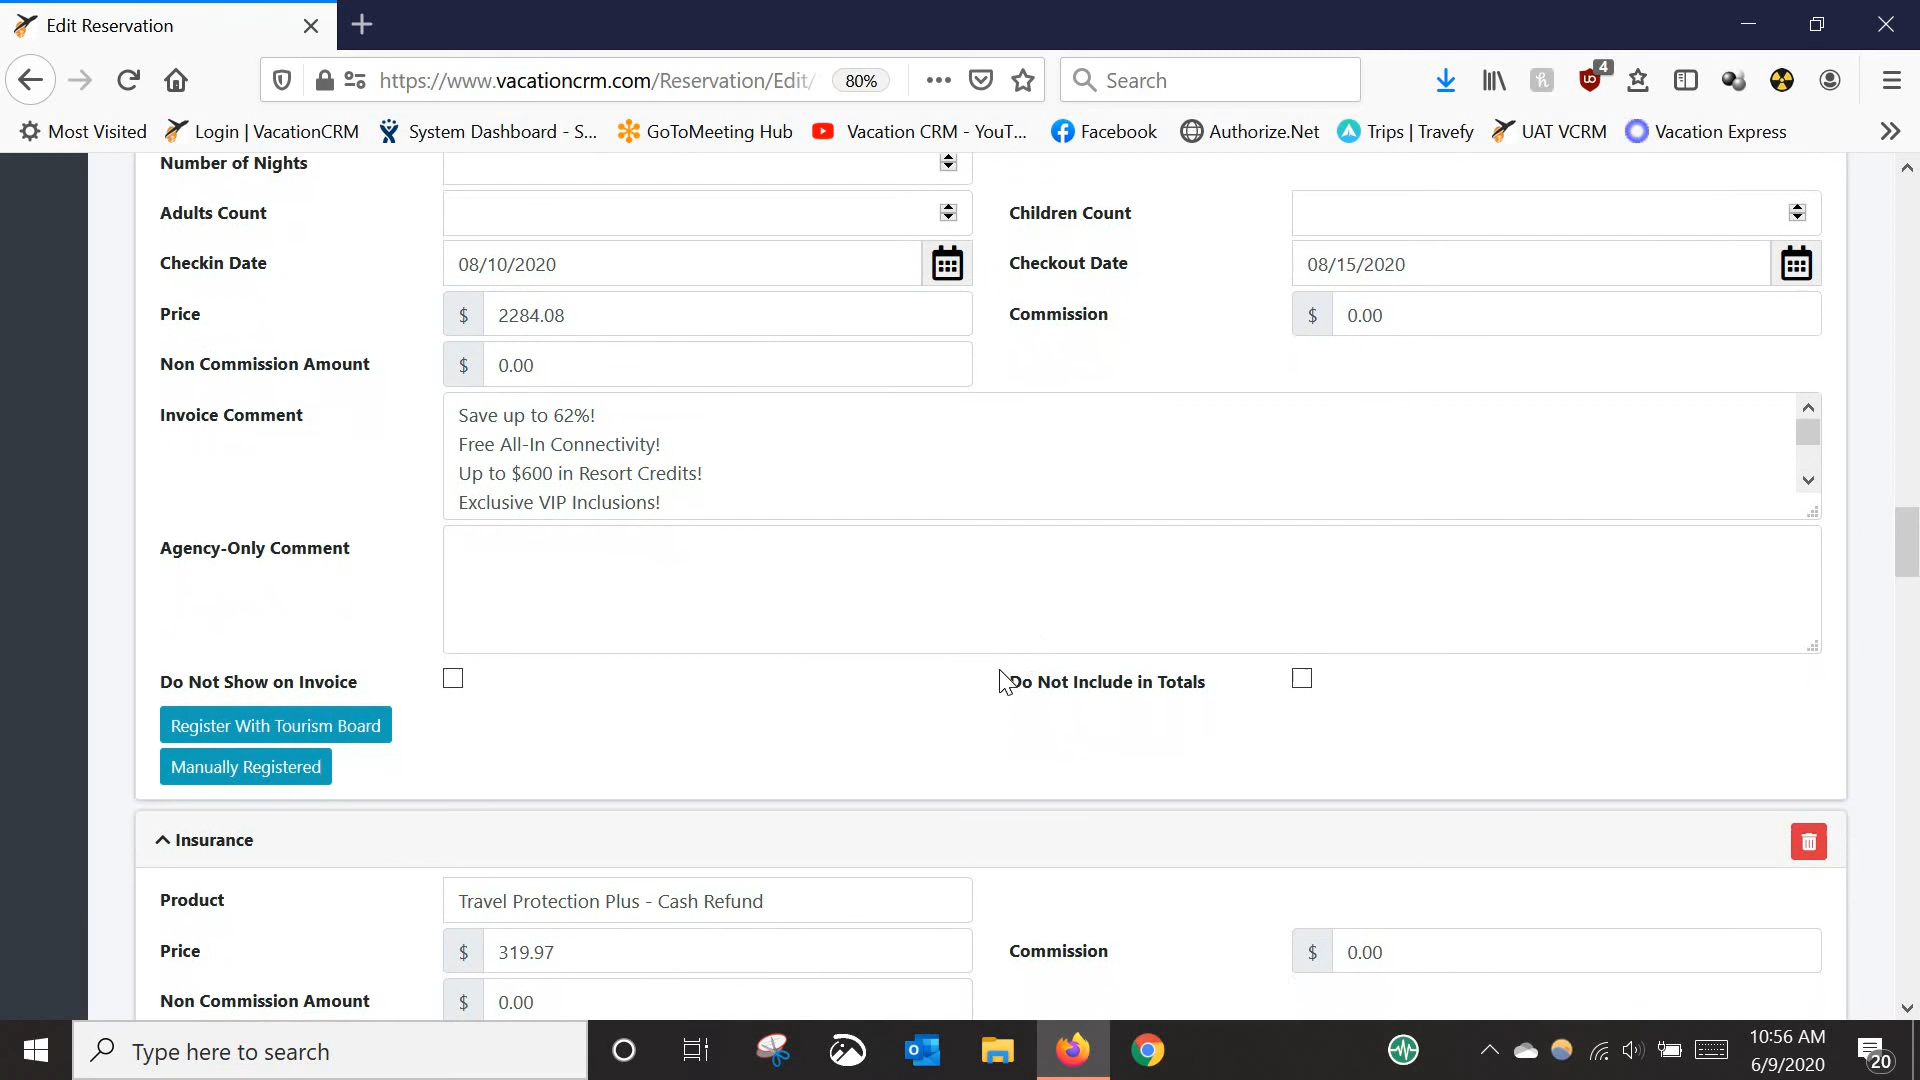 Edit Reservation
https://www.vacationcrm.com/Reservation/Edit/
80%
Search
4
Most Visited
Login | VacationCRM
System Dashboard - S...
GoToMeeting Hub
Vacation CRM - YouT...
Facebook
Authorize.Net
Trips | Travefy
UAT VCRM
Vacation Express
Number of Nights
Adults Count
Children Count
Checkin Date
08/10/2020
Checkout Date
08/15/2020
Price
$ 2284.08
Commission
$ 0.00
Non Commission Amount
$ 0.00
Invoice Comment
Save up to 62%!
Free All-In Connectivity!
Up to $600 in Resort Credits!
Exclusive VIP Inclusions!
Agency-Only Comment
Do Not Show on Invoice
Do Not Include in Totals
Register With Tourism Board
Manually Registered
Insurance
Product
Travel Protection Plus - Cash Refund
Price
$ 319.97
Commission
$ 0.00
Non Commission Amount
$ 0.00
Type here to search
10:56 AM
6/9/2020
20